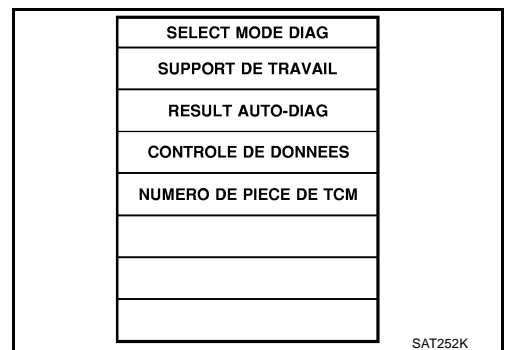 SELECT MODE DIAG
SUPPORT DE TRAVAIL
RESULT AUTO-DIAG
CONTROLE DE DONNEES
NUMERO DE PIECE DE TCM
SAT252K